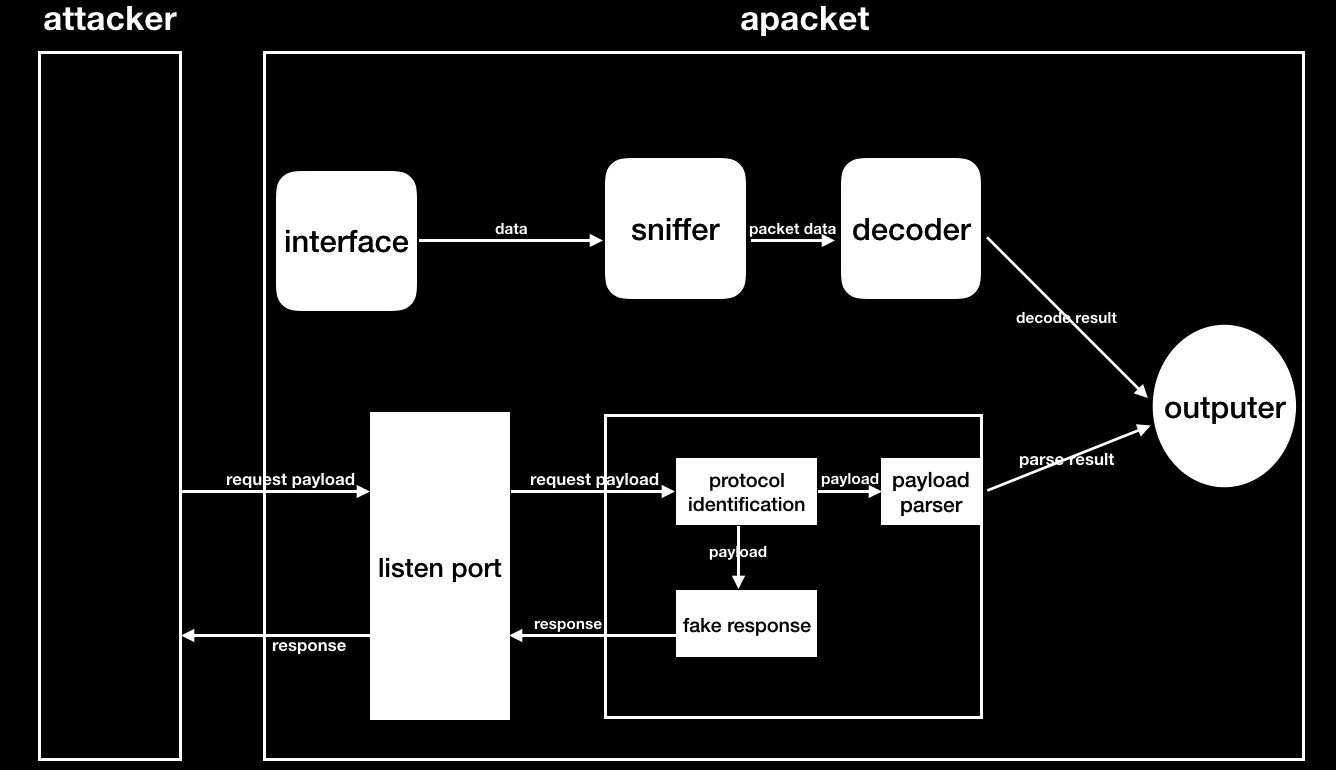 attacker
apacket
interface
data
sniffer
packet data
decoder
decode result
outputer
request payload
listen port
request payload
protocol
identification
payload
payload
parser
parse result
payload
fake response
response
response